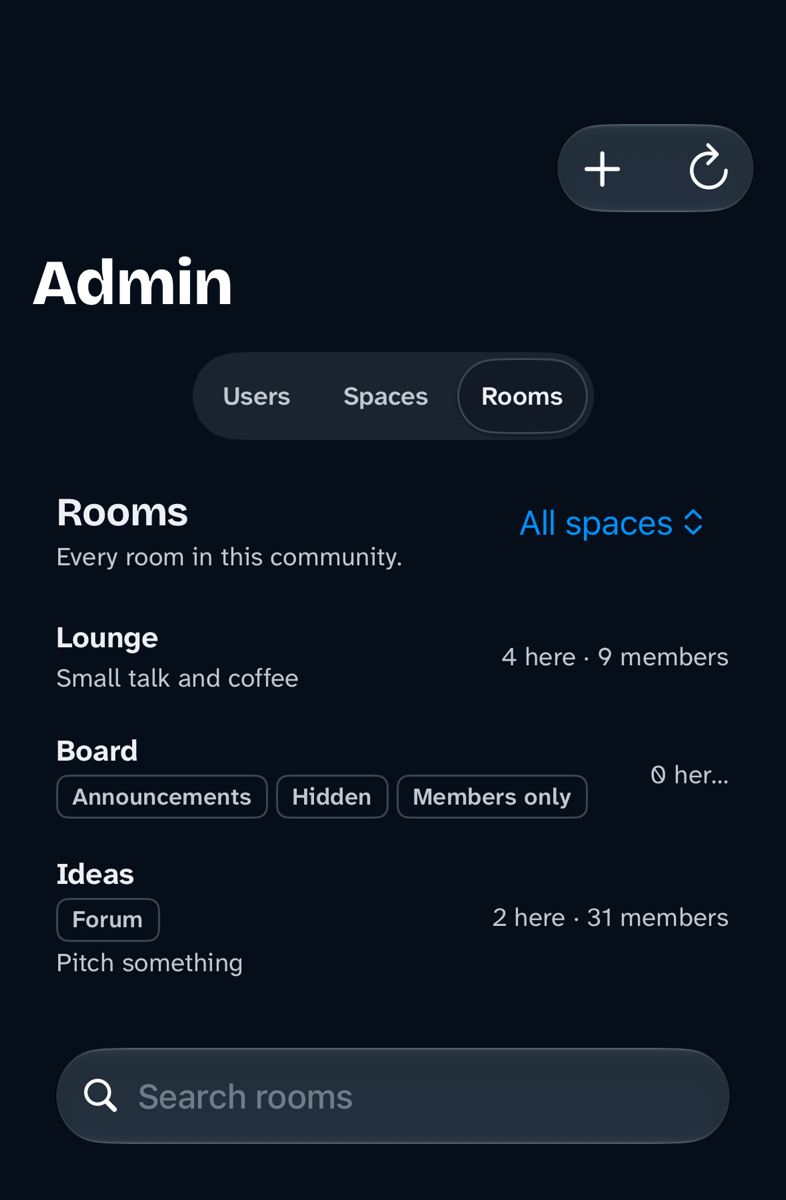 Admin
Users Spaces Rooms
Rooms
All spaces
Every room in this community.
Lounge
4 here · 9 members
Small talk and coffee
Board
0 her...
Announcements Hidden Members only
Ideas
Forum
2 here · 31 members
Pitch something
Search rooms